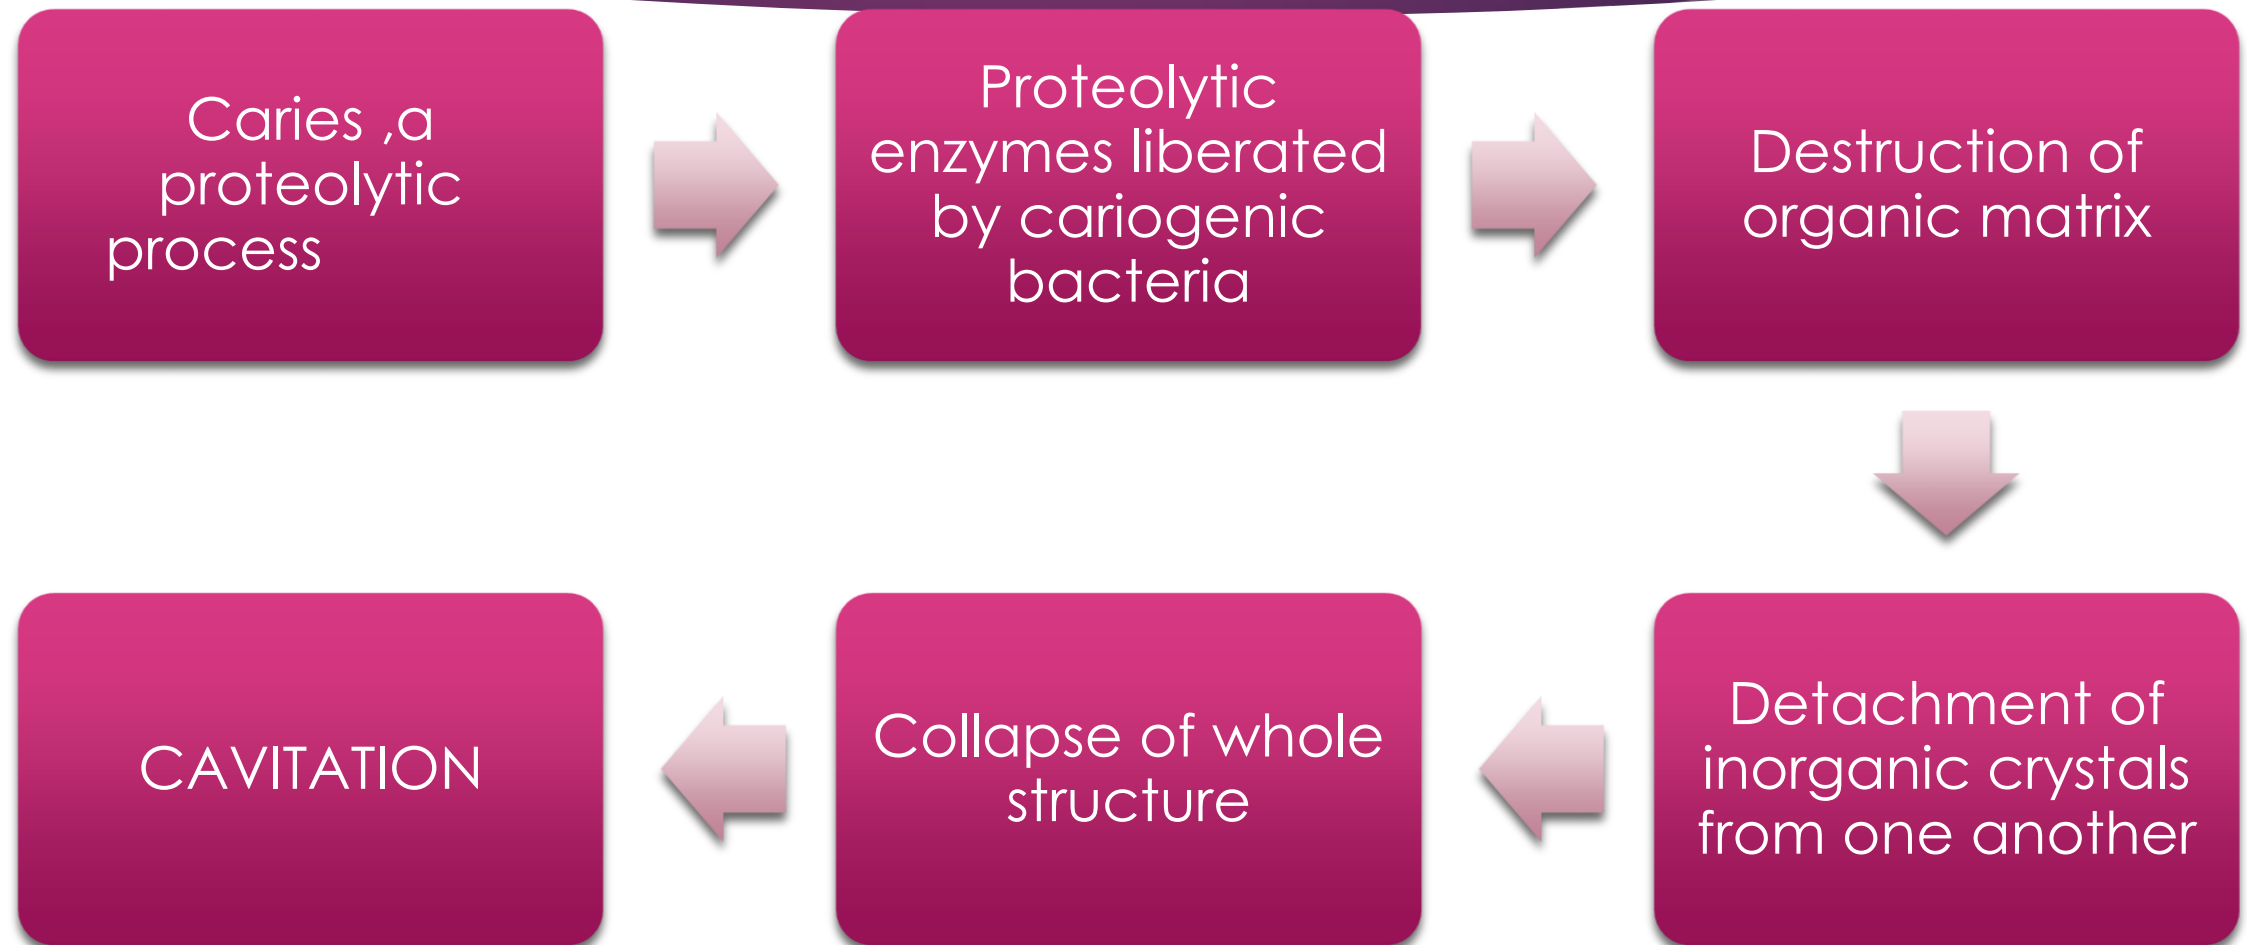 Caries ,a
proteolytic
process
Proteolytic
enzymes liberated
by cariogenic
bacteria
Destruction of
organic matrix
Detachment of
inorganic crystals
from one another
Collapse of whole
structure
CAVITATION